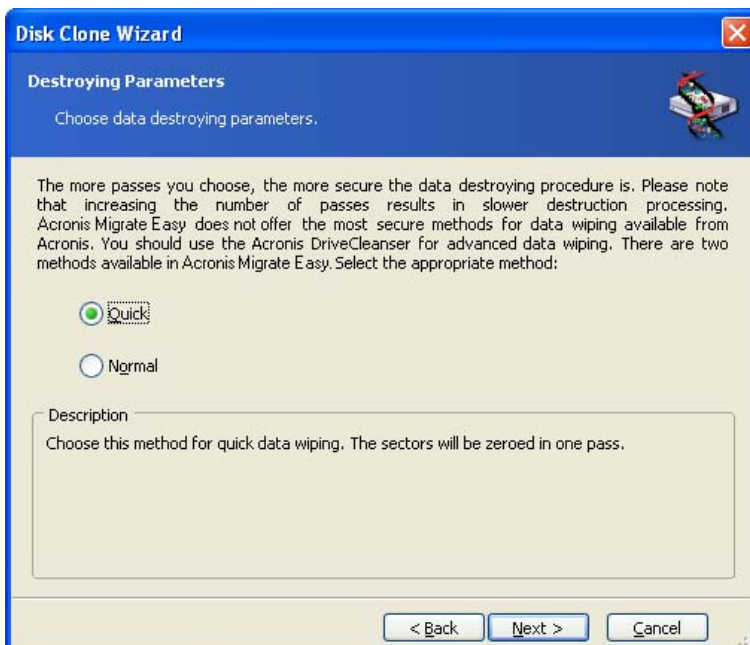 Disk Clone Wizard
Destroying Parameters
Choose data destroying parameters.
The more passes you choose, the more secure the data destroying procedure is. Please note
that increasing the number of passes results in slower destruction processing.
Acronis Migrate Easy does not offer the most secure methods for data wiping available from
Acronis. You should use the Acronis DriveCleanser for advanced data wiping. There are two
methods available in Acronis Migrate Easy. Select the appropriate method:
Quick
Normal
Description
Choose this method for quick data wiping. The sectors will be zeroed in one pass.
< Back
Next >
Cancel